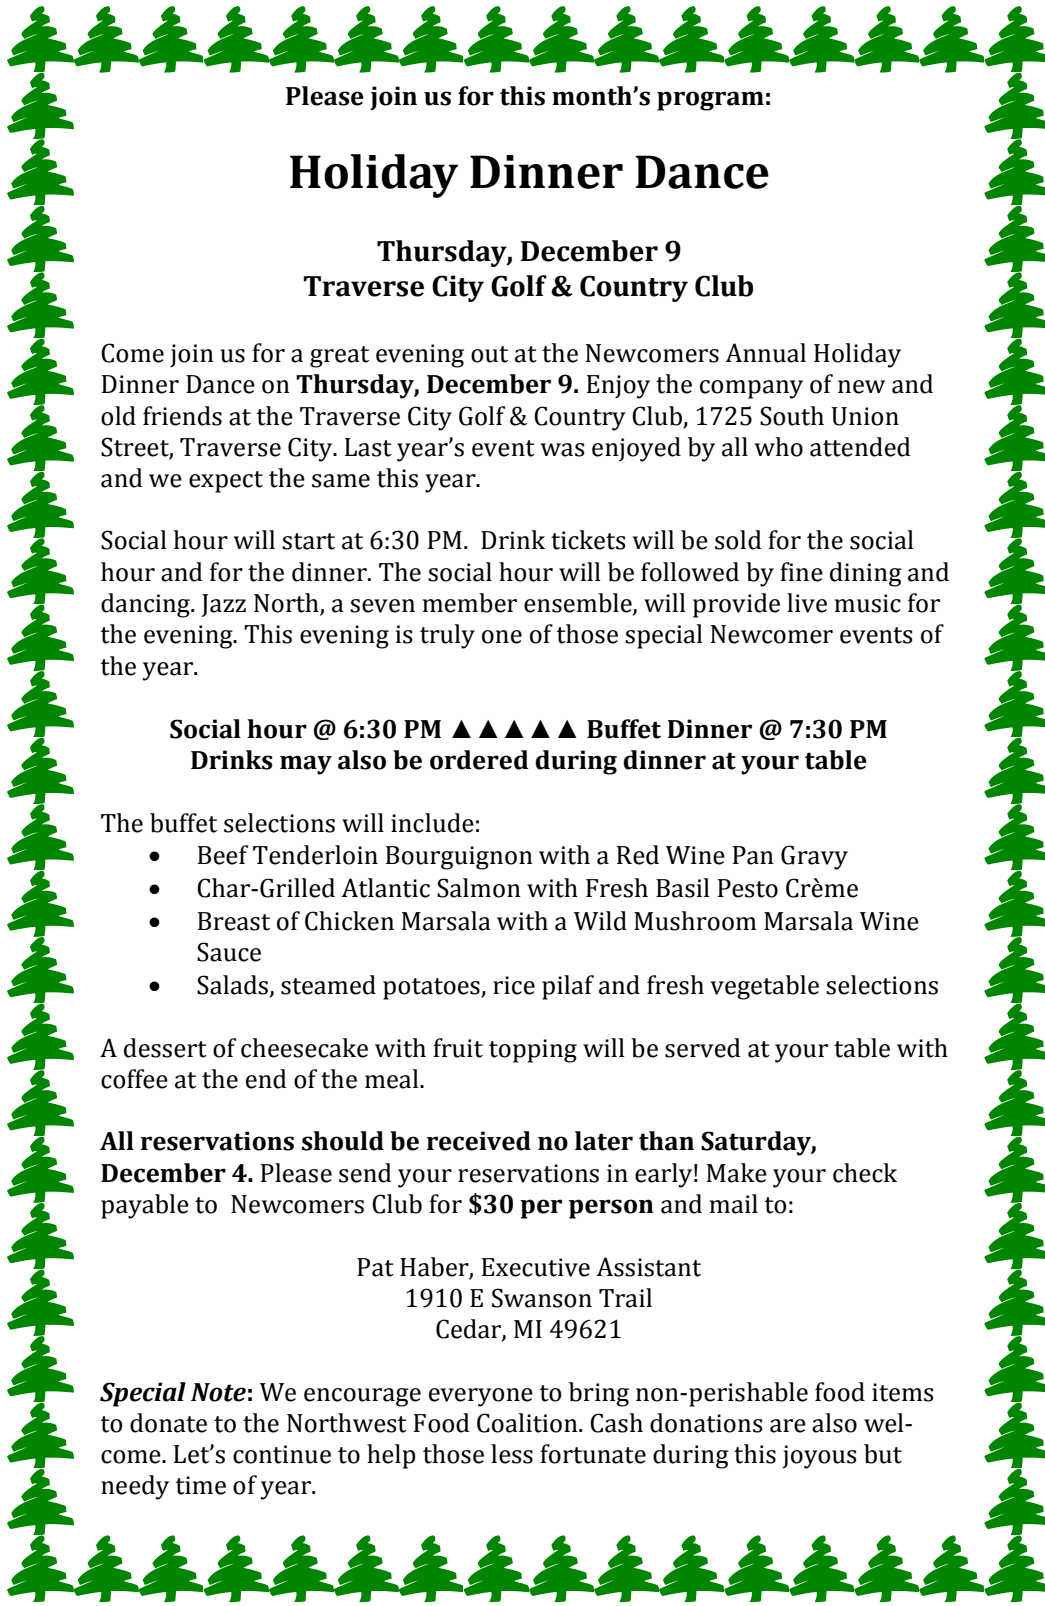 Please join us for this month's program:
Holiday Dinner Dance
Thursday, December 9
Traverse City Golf & Country Club
Come join us for a great evening out at the Newcomers Annual Holiday
Dinner Dance on Thursday, December 9. Enjoy the company of new and
old friends at the Traverse City Golf & Country Club, 1725 South Union
Street, Traverse City. Last year's event was enjoyed by all who attended
and we expect the same this year.
Social hour will start at 6:30 PM.  Drink tickets will be sold for the social
hour and for the dinner. The social hour will be followed by fine dining and
dancing. Jazz North, a seven member ensemble, will provide live music for
the evening. This evening is truly one of those special Newcomer events of
the year.
Social hour @ 6:30 PM ▲▲▲▲▲ Buffet Dinner @ 7:30 PM
Drinks may also be ordered during dinner at your table
The buffet selections will include:
• Beef Tenderloin Bourguignon with a Red Wine Pan Gravy
• Char-Grilled Atlantic Salmon with Fresh Basil Pesto Crème
• Breast of Chicken Marsala with a Wild Mushroom Marsala Wine
Sauce
• Salads, steamed potatoes, rice pilaf and fresh vegetable selections
A dessert of cheesecake with fruit topping will be served at your table with
coffee at the end of the meal.
All reservations should be received no later than Saturday,
December 4. Please send your reservations in early! Make your check
payable to  Newcomers Club for $30 per person and mail to:
Pat Haber, Executive Assistant
1910 E Swanson Trail
Cedar, MI 49621
Special Note: We encourage everyone to bring non-perishable food items
to donate to the Northwest Food Coalition. Cash donations are also wel-
come. Let's continue to help those less fortunate during this joyous but
needy time of year.